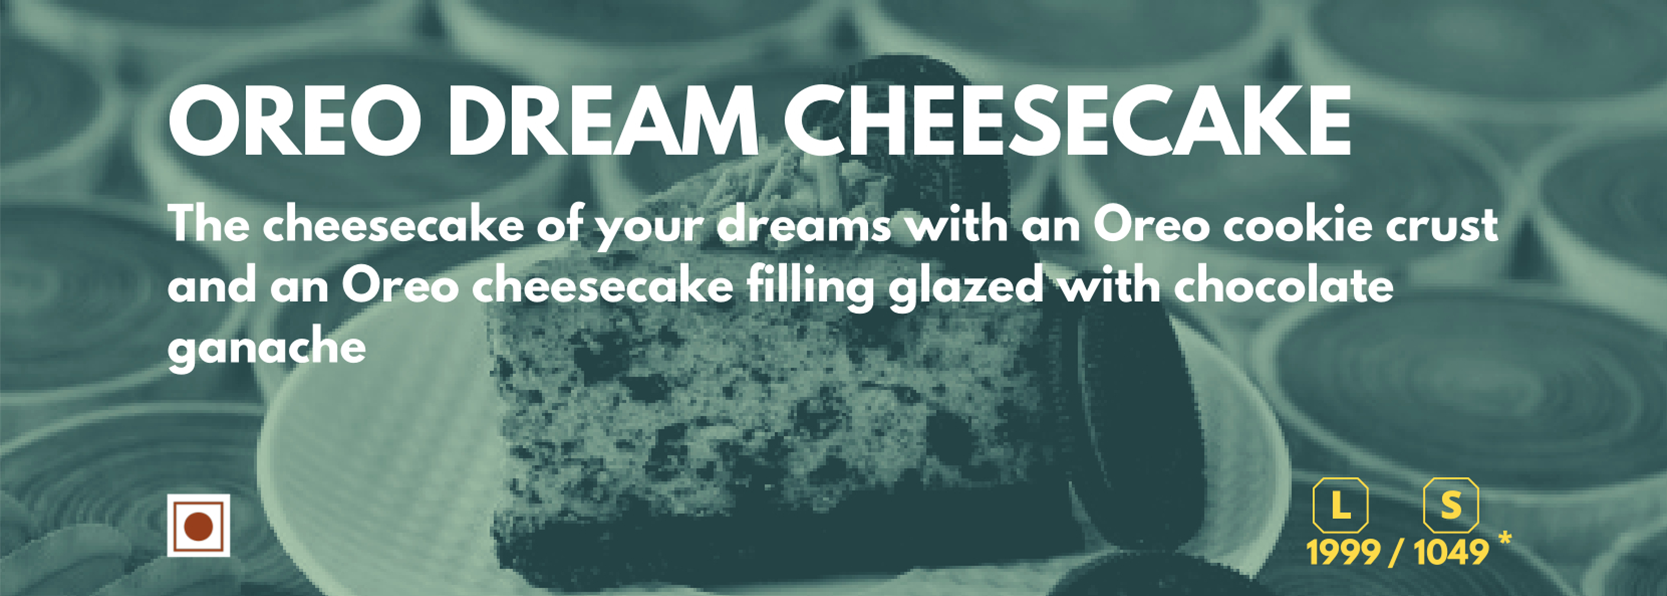 OREO DREAM CHEESECAKE
The cheesecake of your dreams with an Oreo cookie crust
and an Oreo cheesecake filling glazed with chocolate
ganache
L S
1999 / 1049 *